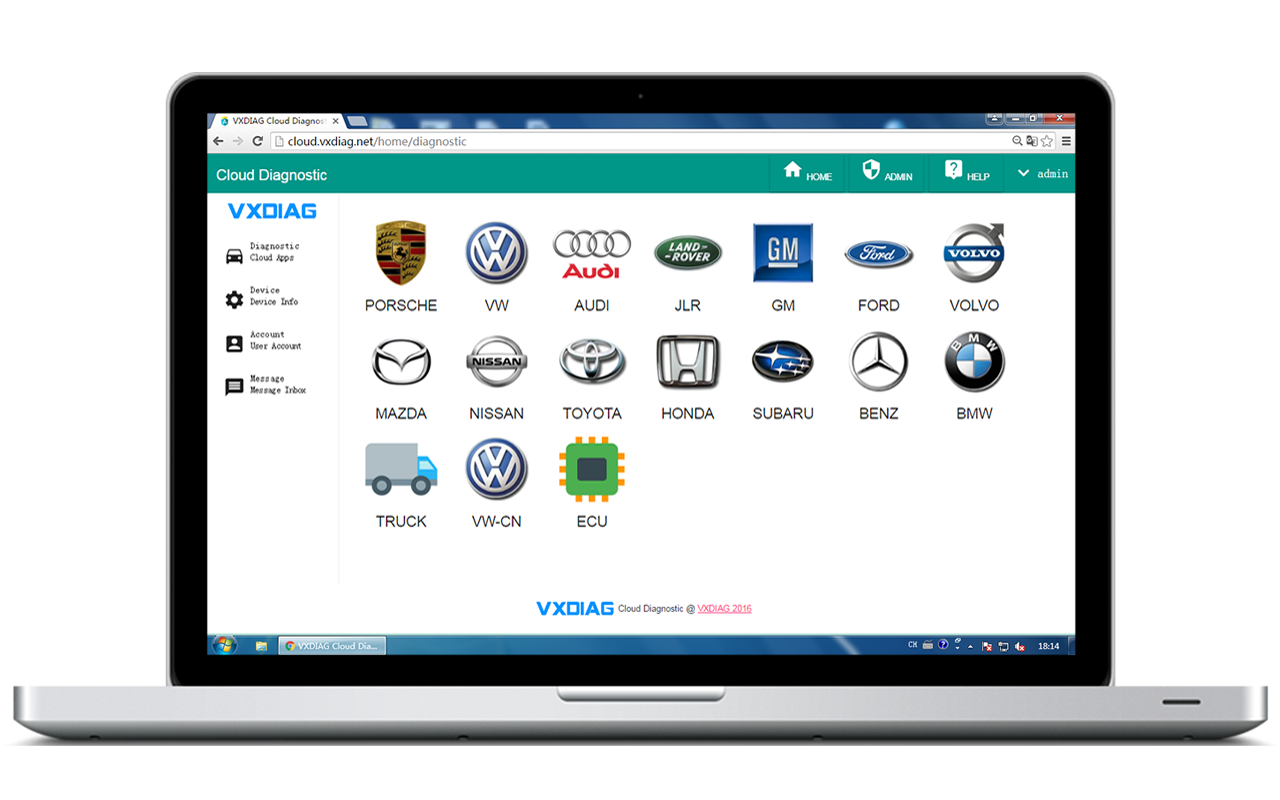 VXDIAG Cloud Diagnos
cloud.vxdiag.net/home/diagnostic
Cloud Diagnostic
HOME
ADMIN
HELP
admin
VXDIAG
Diagnostic
Cloud Apps
Device
Device Info
Account
User Account
Message
Message Inbox
Audi
LAND-
-ROVER
GM
Ford
VOLVO
PORSCHE
VW
AUDI
JLR
GM
FORD
VOLVO
NISSAN
BMW
MAZDA
NISSAN
TOYOTA
HONDA
SUBARU
BENZ
BMW
TRUCK
VW-CN
ECU
VXDIAG Cloud Diagnostic @ VXDIAG 2016
VXDIAG Cloud Dia...
CH
18:14